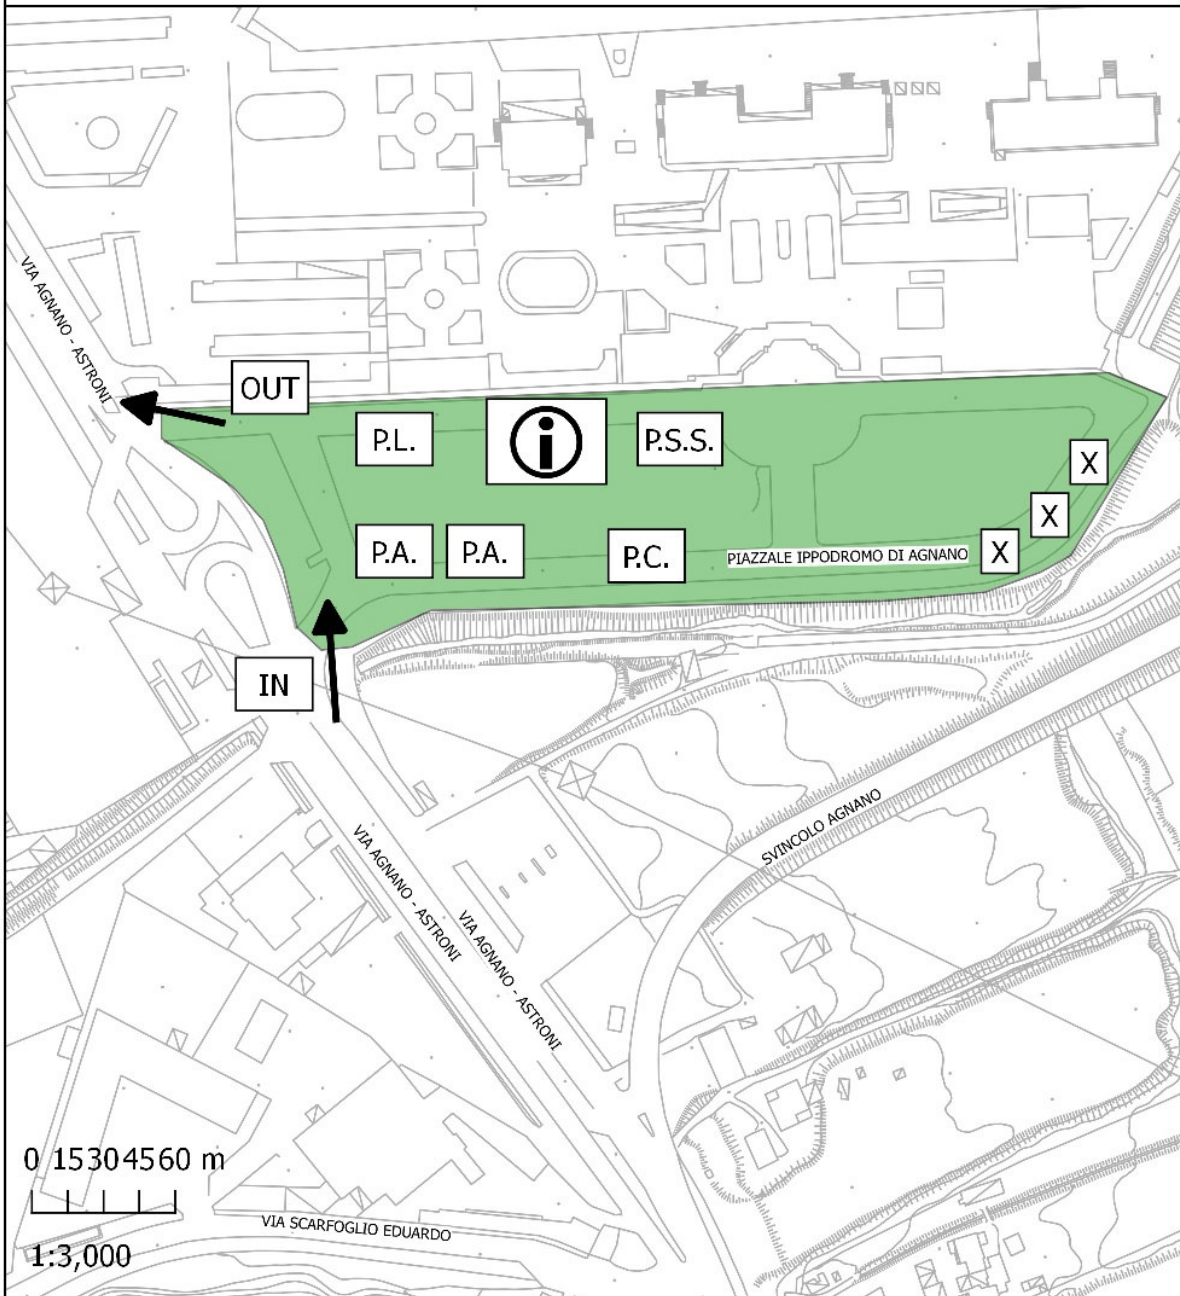 VIA AGNANO - ASTRONI
OUT
P.L.
i
P.S.S.
X
X
X
P.A.
P.A.
P.C.
PIAZZALE IPPODROMO DI AGNANO
IN
SVINCOLO AGNANO
VIA AGNANO - ASTRONI
VIA AGNANO - ASTRONI
0 15304560 m
VIA SCARFOGLIO EDUARDO
1:3,000